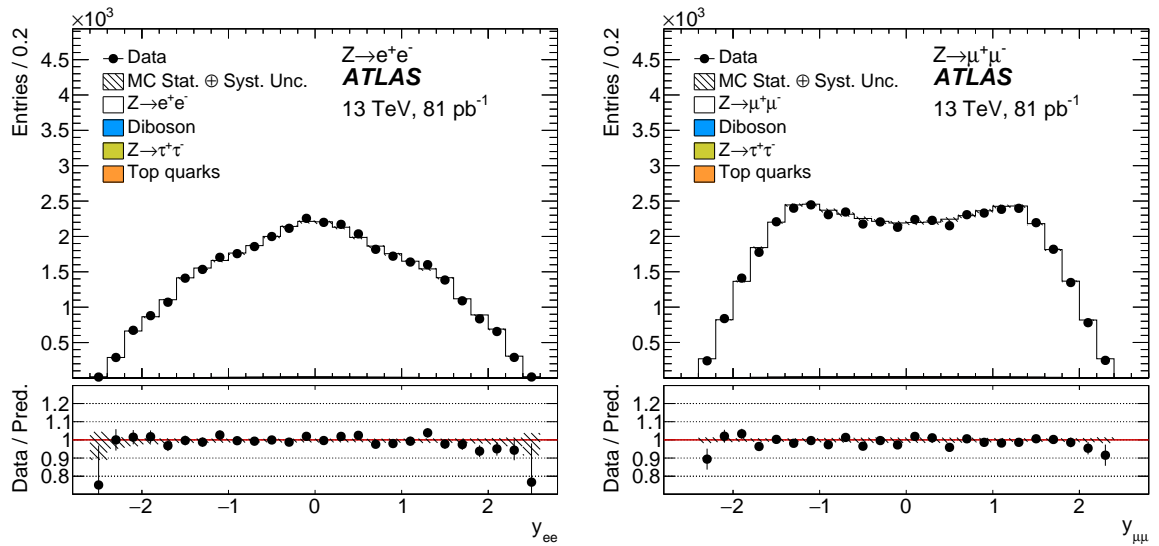 ×10³
Entries / 0.2
4.5
4
3.5
3
2.5
2
1.5
1
0.5
Data
MC Stat. ⊕ Syst. Unc.
Z→e⁺e⁻
Diboson
Z→τ⁺τ⁻
Top quarks
Z→e⁺e⁻
ATLAS
13 TeV, 81 pb⁻¹
Data / Pred.
1.2
1.1
1
0.9
0.8
−2 −1 0 1 2
y_ee
×10³
Entries / 0.2
4.5
4
3.5
3
2.5
2
1.5
1
0.5
Data
MC Stat. ⊕ Syst. Unc.
Z→μ⁺μ⁻
Diboson
Z→τ⁺τ⁻
Top quarks
Z→μ⁺μ⁻
ATLAS
13 TeV, 81 pb⁻¹
Data / Pred.
1.2
1.1
1
0.9
0.8
−2 −1 0 1 2
y_μμ